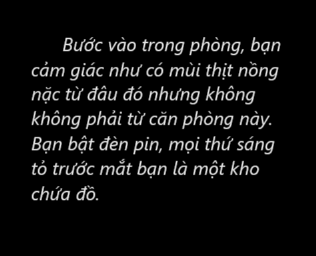 Bước vào trong phòng, bạn
cảm giác như có mùi thịt nồng
nặc từ đâu đó nhưng không
không phải từ căn phòng này.
Bạn bật đèn pin, mọi thứ sáng
tỏ trước mắt bạn là một kho
chứa đồ.